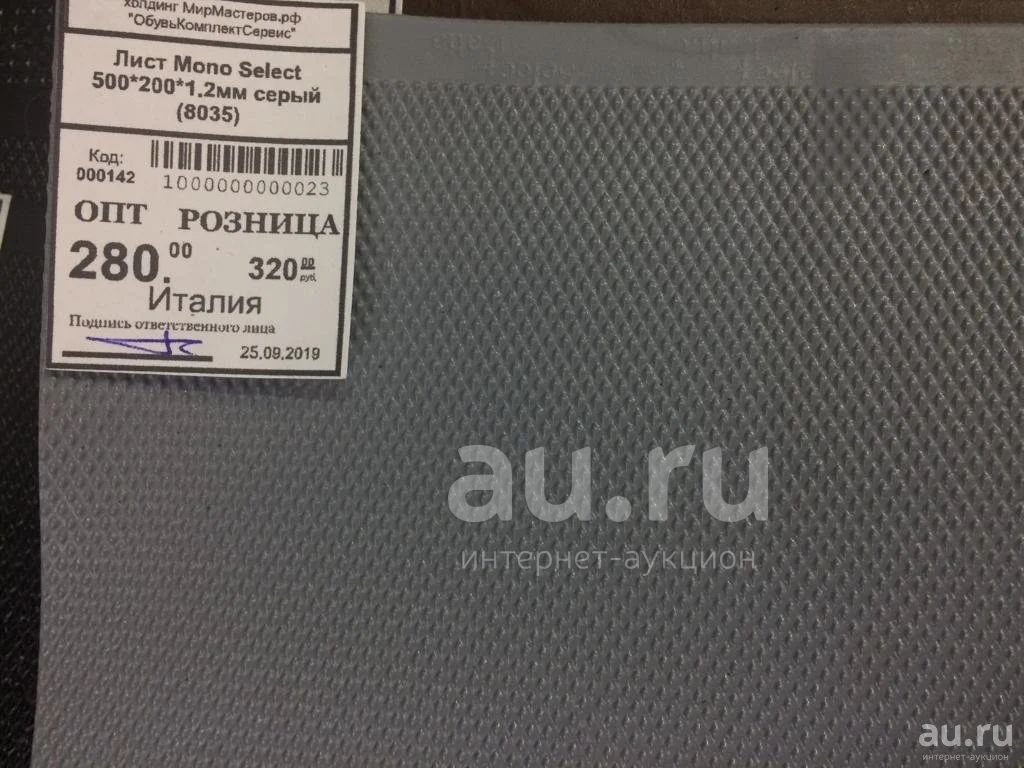 холдинг МирМастеров.рф
"ОбувьКомплектСервис"
Лист Mono Select
500*200*1.2мм серый
(8035)
Код:
000142
1000000000023
ОПТ РОЗНИЦА
280.00
320 00 руб.
Италия
Подпись ответственного лица
25.09.2019
au.ru
интернет-аукцион
au.ru
интернет-аукцион